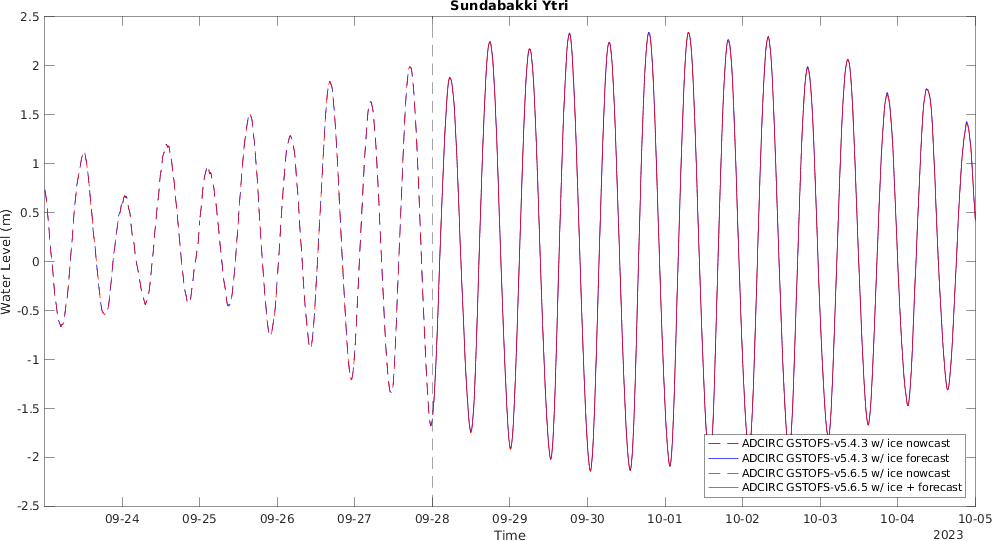 Sundabakki Ytri
2.5
2
1.5
1
0.5
0
-0.5
-1
-1.5
-2
-2.5
Water Level (m)
ADCIRC GSTOFS-v5.4.3 w/ ice nowcast
ADCIRC GSTOFS-v5.4.3 w/ ice forecast
ADCIRC GSTOFS-v5.6.5 w/ ice nowcast
ADCIRC GSTOFS-v5.6.5 w/ ice + forecast
09-24 09-25 09-26 09-27 09-28 09-29 09-30 10-01 10-02 10-03 10-04 10-05
Time
2023